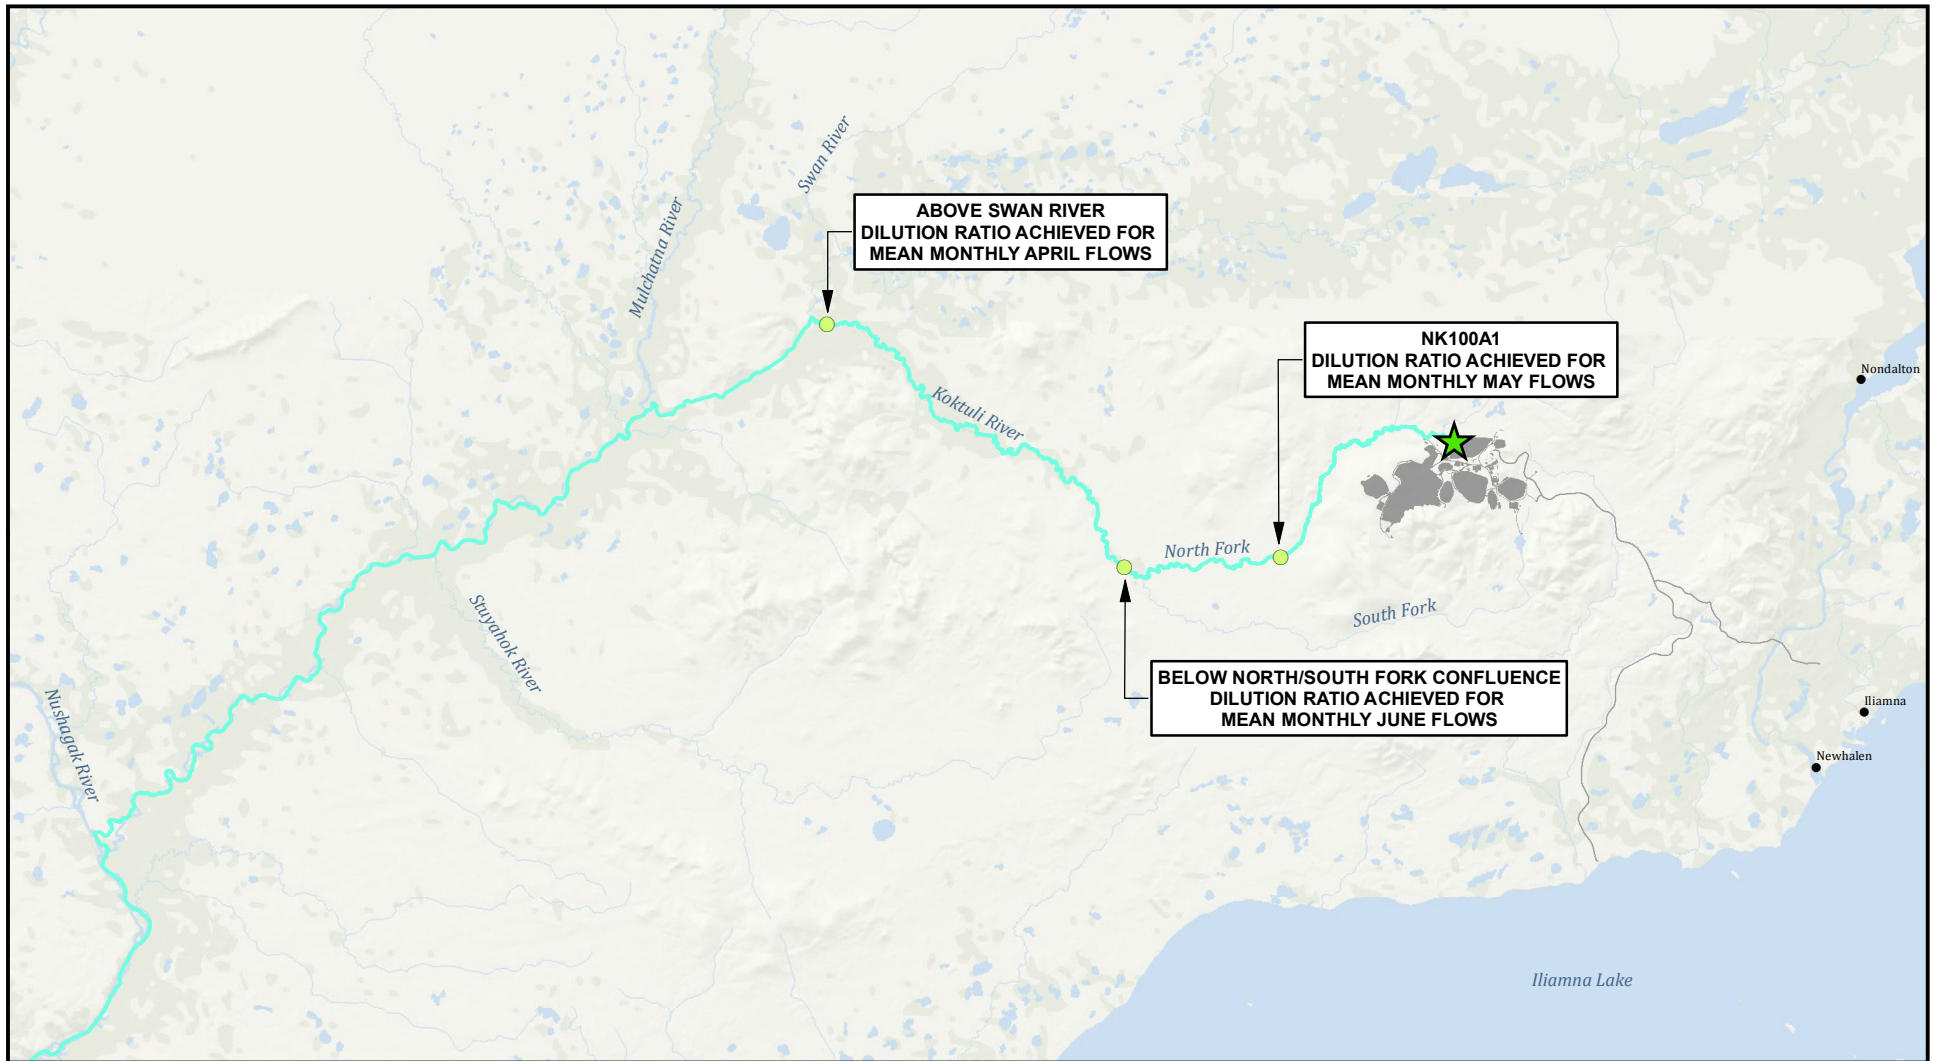 Swan River
Mulchatna River
ABOVE SWAN RIVER
DILUTION RATIO ACHIEVED FOR
MEAN MONTHLY APRIL FLOWS
NK100A1
DILUTION RATIO ACHIEVED FOR
MEAN MONTHLY MAY FLOWS
Nondalton
Koktuli River
North Fork
South Fork
Stuyahok River
BELOW NORTH/SOUTH FORK CONFLUENCE
DILUTION RATIO ACHIEVED FOR
MEAN MONTHLY JUNE FLOWS
Nushagak River
Iliamna
Newhalen
Iliamna Lake